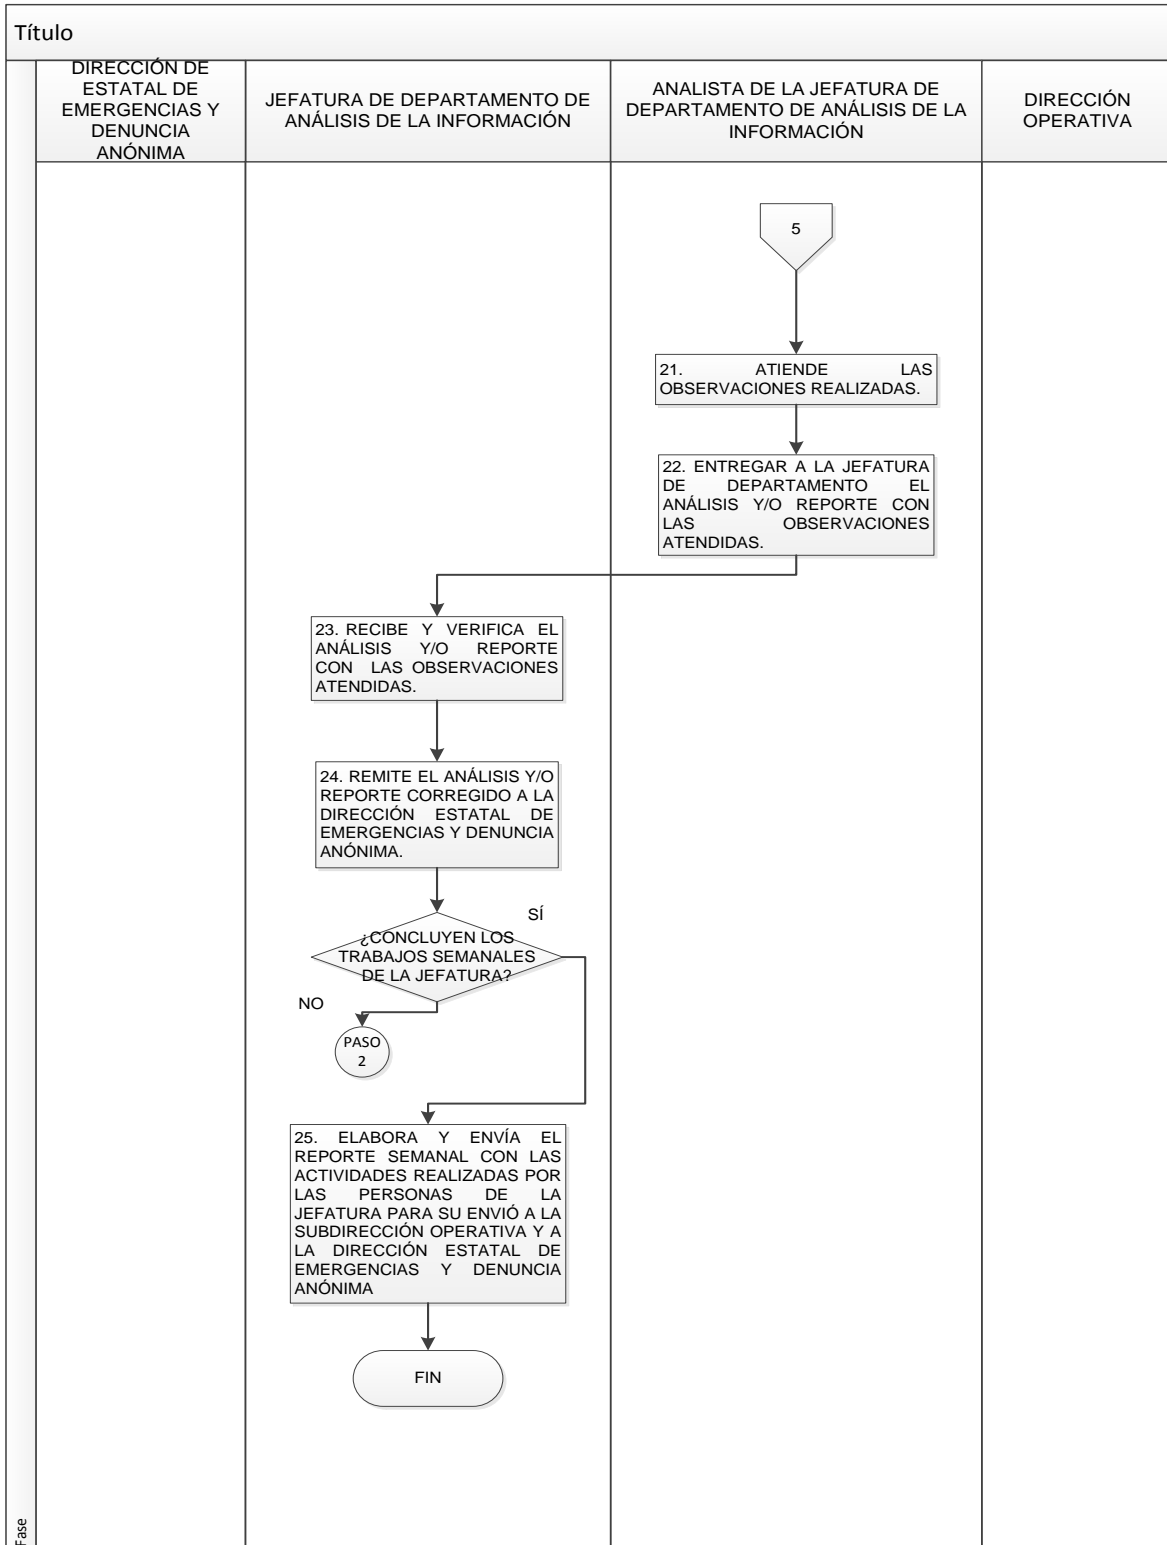 Título
DIRECCIÓN DE
ESTATAL DE
EMERGENCIAS Y
DENUNCIA
ANÓNIMA
JEFATURA DE DEPARTAMENTO DE
ANÁLISIS DE LA INFORMACIÓN
ANALISTA DE LA JEFATURA DE
DEPARTAMENTO DE ANÁLISIS DE LA
INFORMACIÓN
DIRECCIÓN
OPERATIVA
5
21. ATIENDE LAS
OBSERVACIONES REALIZADAS.
22. ENTREGAR A LA JEFATURA
DE DEPARTAMENTO EL
ANÁLISIS Y/O REPORTE CON
LAS OBSERVACIONES
ATENDIDAS.
23. RECIBE Y VERIFICA EL
ANÁLISIS Y/O REPORTE
CON LAS OBSERVACIONES
ATENDIDAS.
24. REMITE EL ANÁLISIS Y/O
REPORTE CORREGIDO A LA
DIRECCIÓN ESTATAL DE
EMERGENCIAS Y DENUNCIA
ANÓNIMA.
SÍ
¿CONCLUYEN LOS
TRABAJOS SEMANALES
DE LA JEFATURA?
NO
PASO
2
25. ELABORA Y ENVÍA EL
REPORTE SEMANAL CON LAS
ACTIVIDADES REALIZADAS POR
LAS PERSONAS DE LA
JEFATURA PARA SU ENVIÓ A LA
SUBDIRECCIÓN OPERATIVA Y A
LA DIRECCIÓN ESTATAL DE
EMERGENCIAS Y DENUNCIA
ANÓNIMA
FIN
Fase